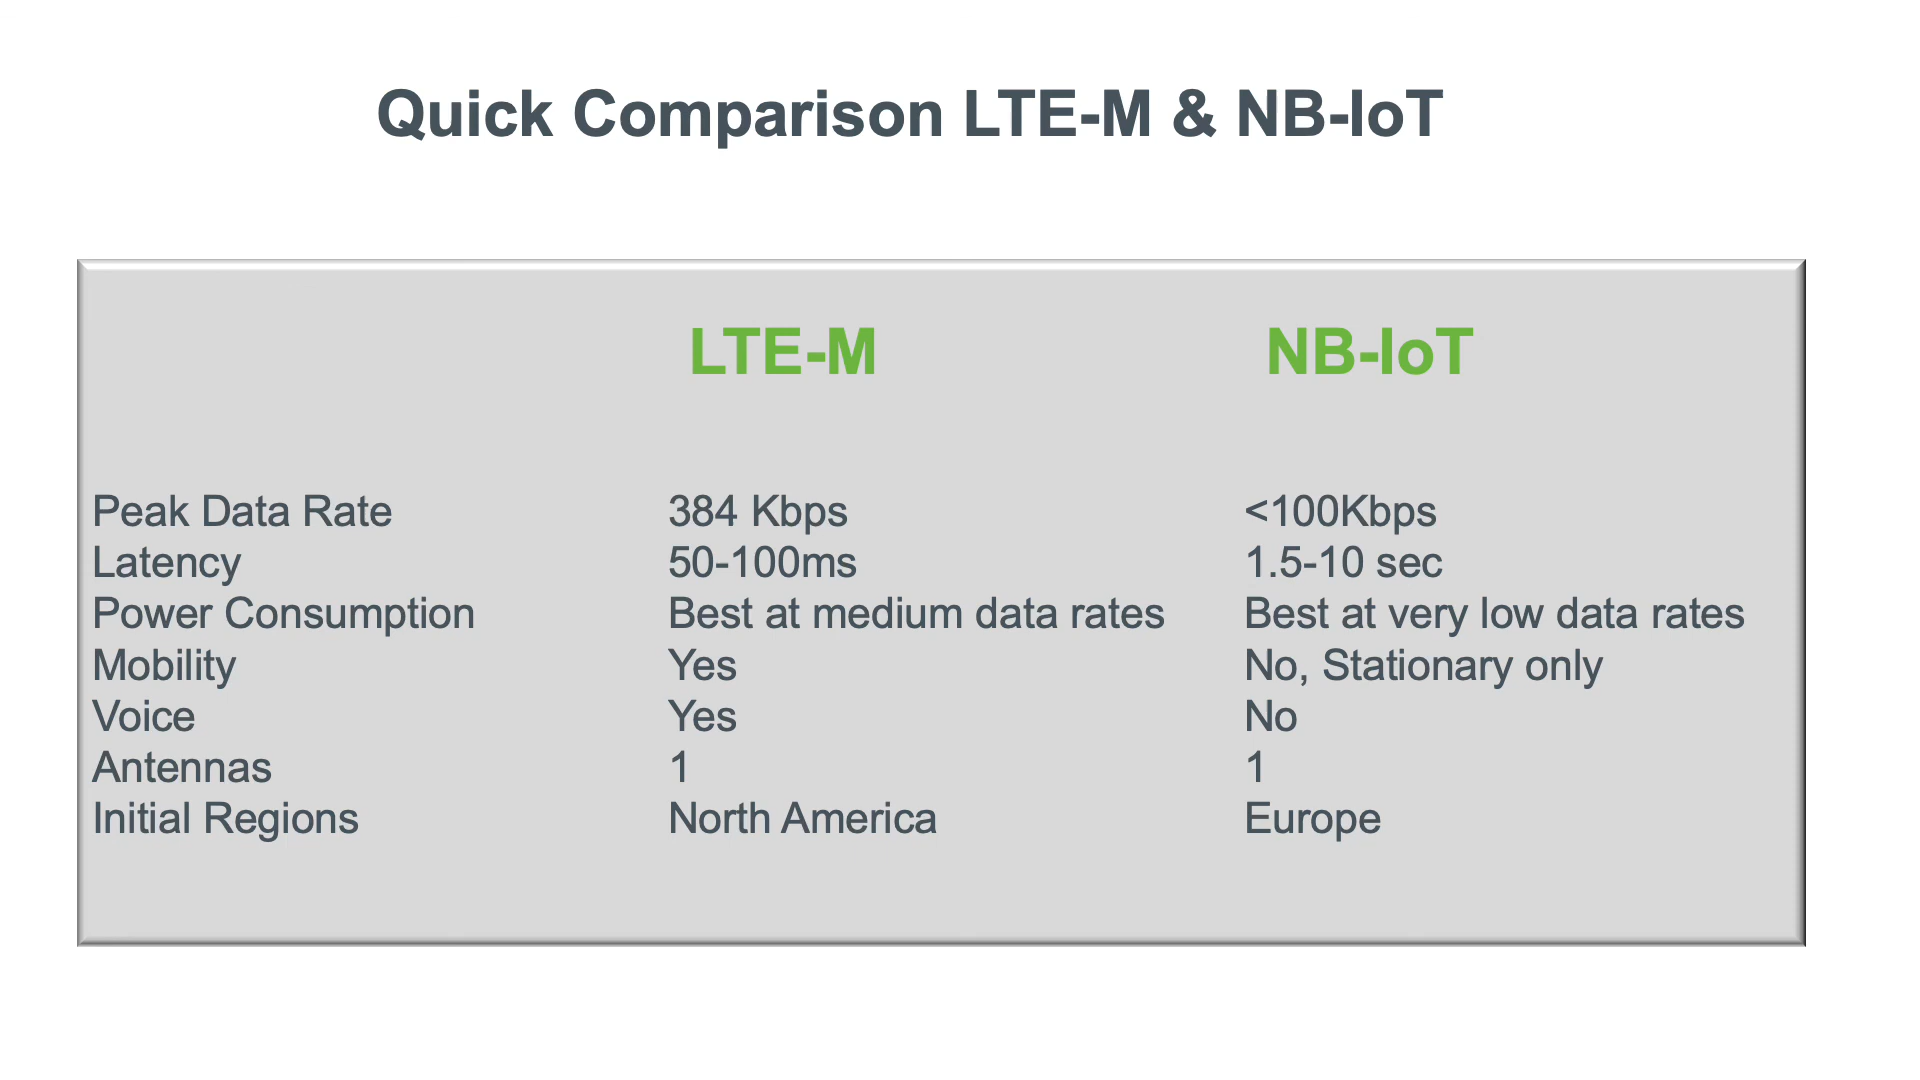 Quick Comparison LTE-M & NB-IoT
LTE-M NB-IoT
Peak Data Rate 384 Kbps <100Kbps
Latency 50-100ms 1.5-10 sec
Power Consumption Best at medium data rates Best at very low data rates
Mobility Yes No, Stationary only
Voice Yes No
Antennas 1 1
Initial Regions North America Europe